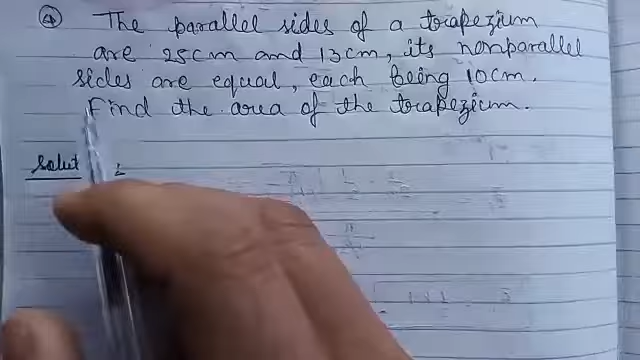 ④ The parallel sides of a trapezium
are 25cm and 13cm, its nonparallel
sides are equal, each being 10cm.
Find the area of the trapezium.
Solut :